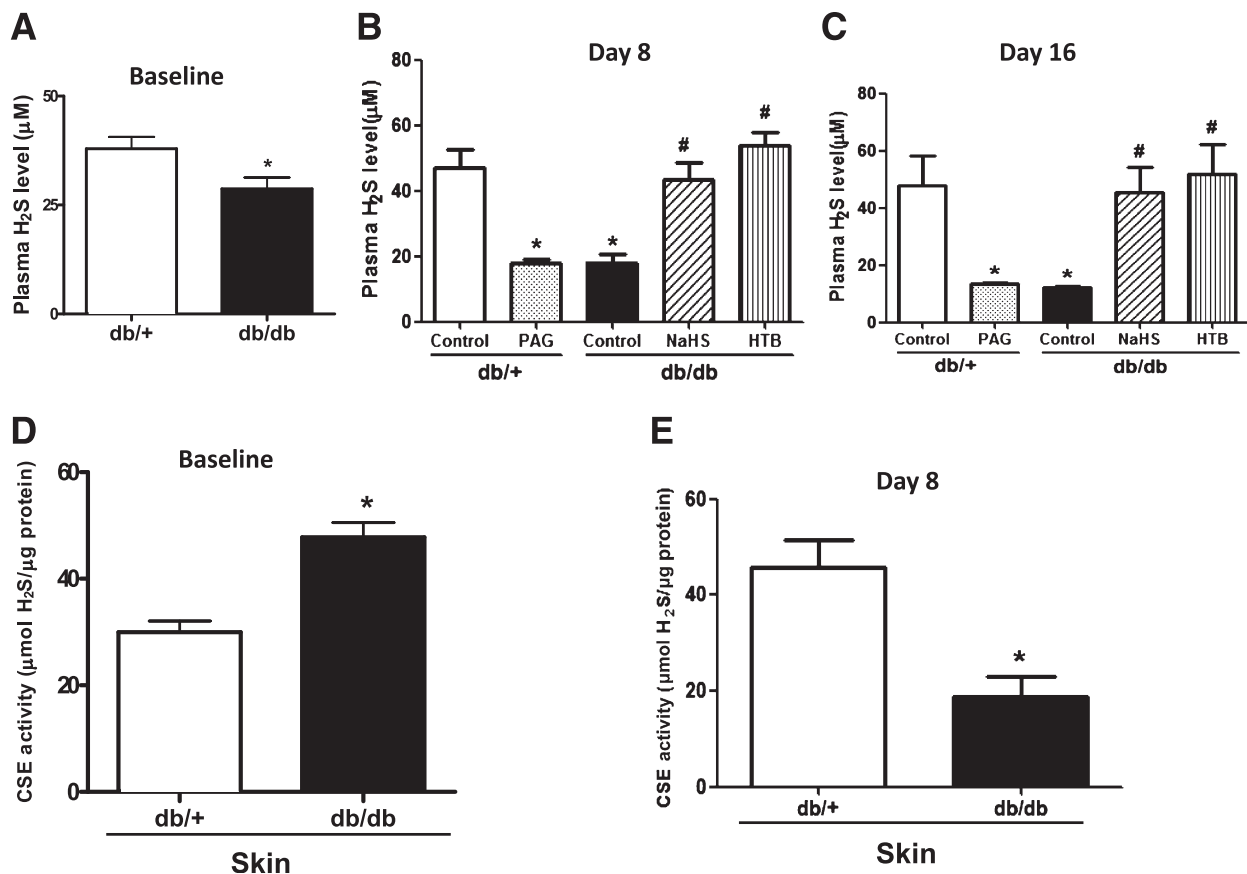 A
Baseline
Plasma H₂S level (μM)
50
25
0
*
db/+
db/db
B
Day 8
Plasma H₂S level(μM)
80
60
40
20
0
*
*
#
#
Control
PAG
Control
NaHS
HTB
db/+
db/db
C
Day 16
Plasma H₂S level(μM)
80
60
40
20
0
*
*
#
#
Control
PAG
Control
NaHS
HTB
db/+
db/db
D
Baseline
CSE activity (μmol H₂S/μg protein)
60
40
20
0
*
db/+
db/db
Skin
E
Day 8
CSE activity (μmol H₂S/μg protein)
60
40
20
0
*
db/+
db/db
Skin